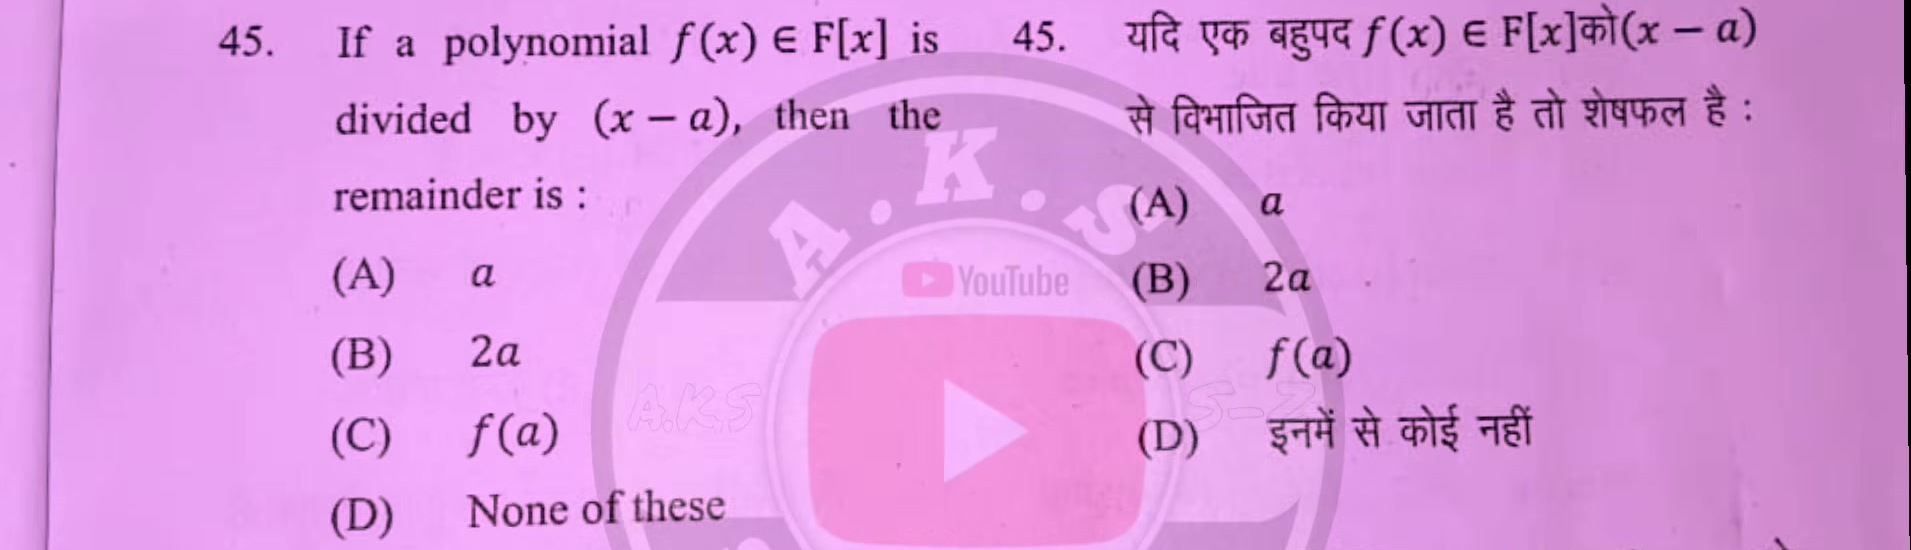 45. If a polynomial f(x) ∈ F[x] is
divided by (x – a), then the
remainder is :
(A) a
(B) 2a
(C) f(a)
(D) None of these
45. यदि एक बहुपद f(x) ∈ F[x]को(x – a)
से विभाजित किया जाता है तो शेषफल है :
(A) a
(B) 2a
(C) f(a)
(D) इनमें से कोई नहीं
A.K.S
YouTube
A.K.S
S-Z